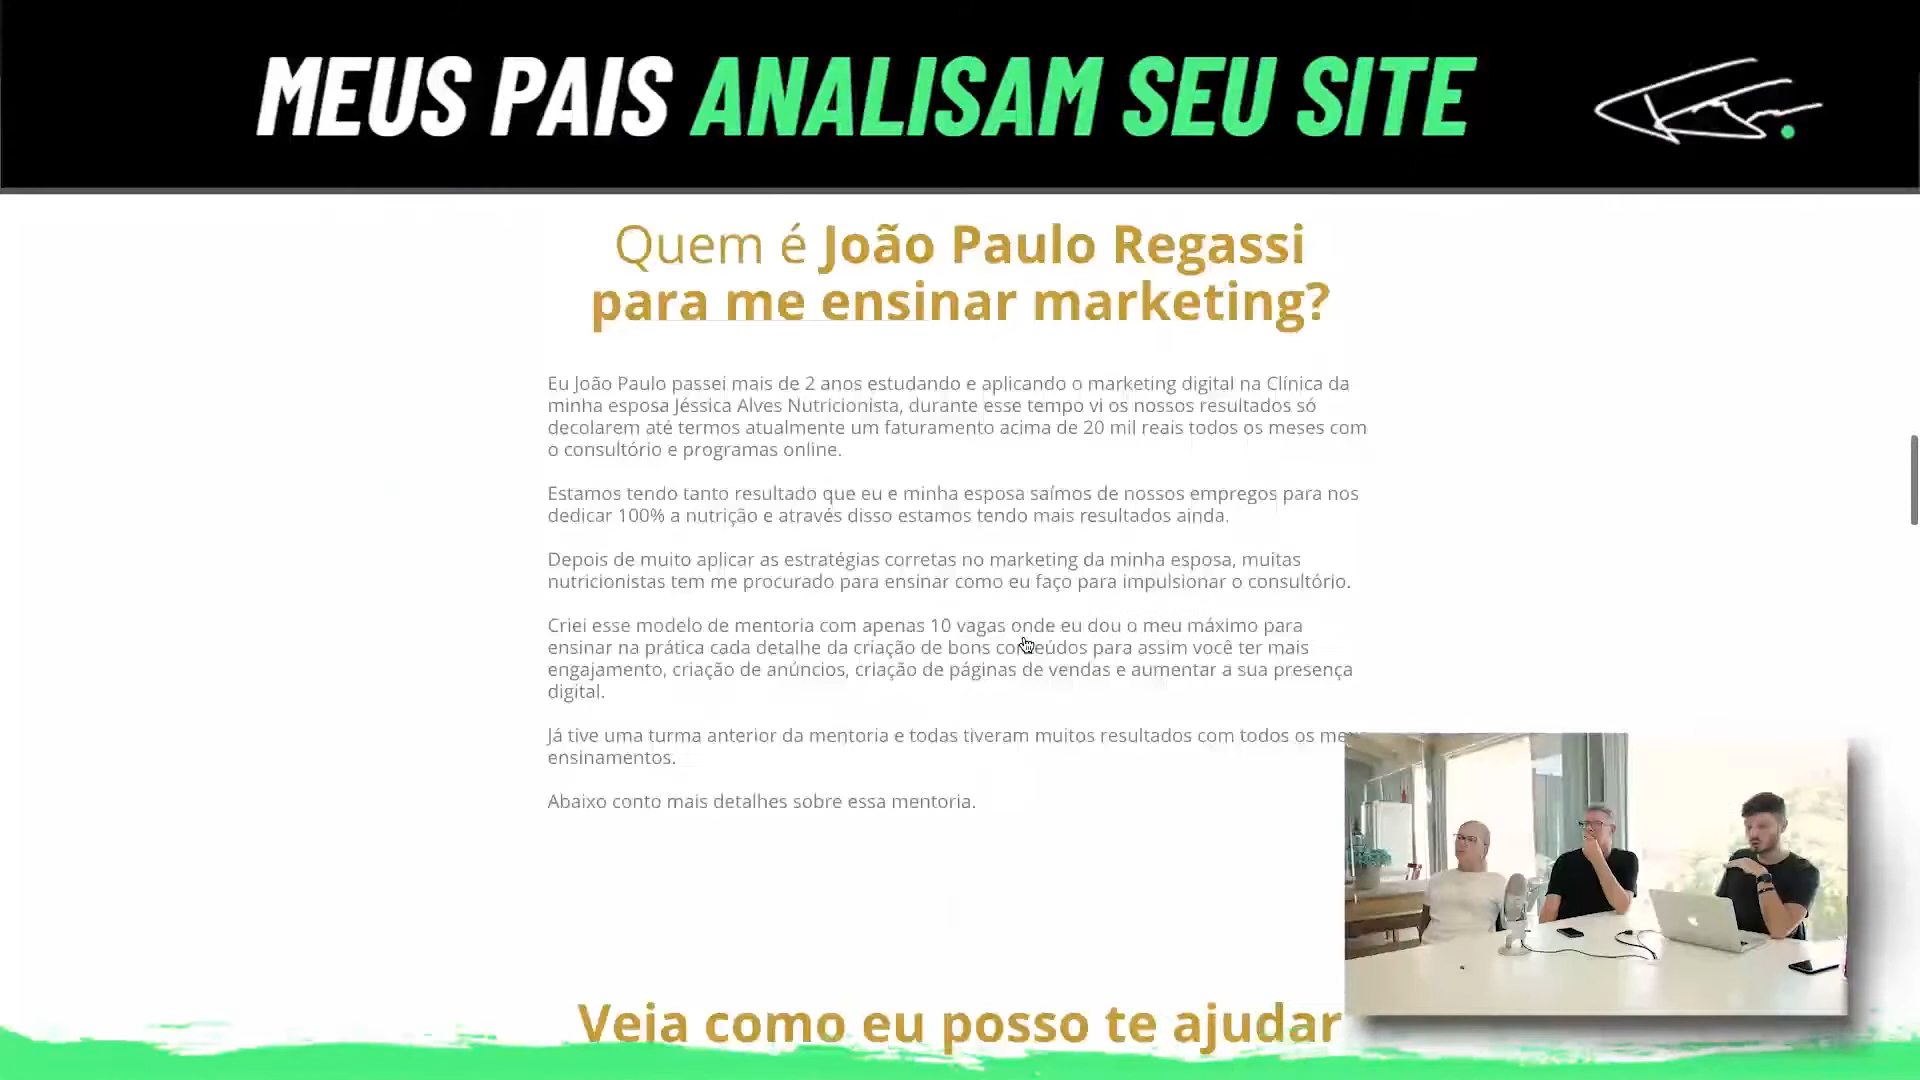 MEUS PAIS ANALISAM SEU SITE
Quem é João Paulo Regassi
para me ensinar marketing?
Eu João Paulo passei mais de 2 anos estudando e aplicando o marketing digital na Clínica da
minha esposa Jéssica Alves Nutricionista, durante esse tempo vi os nossos resultados só
decolarem até termos atualmente um faturamento acima de 20 mil reais todos os meses com
o consultório e programas online.
Estamos tendo tanto resultado que eu e minha esposa saímos de nossos empregos para nos
dedicar 100% a nutrição e através disso estamos tendo mais resultados ainda.
Depois de muito aplicar as estratégias corretas no marketing da minha esposa, muitas
nutricionistas tem me procurado para ensinar como eu faço para impulsionar o consultório.
Criei esse modelo de mentoria com apenas 10 vagas onde eu dou o meu máximo para
ensinar na prática cada detalhe da criação de bons conteúdos para assim você ter mais
engajamento, criação de anúncios, criação de páginas de vendas e aumentar a sua presença
digital.
Já tive uma turma anterior da mentoria e todas tiveram muitos resultados com todos os
ensinamentos.
Abaixo conto mais detalhes sobre essa mentoria.
Veja como eu posso te ajudar